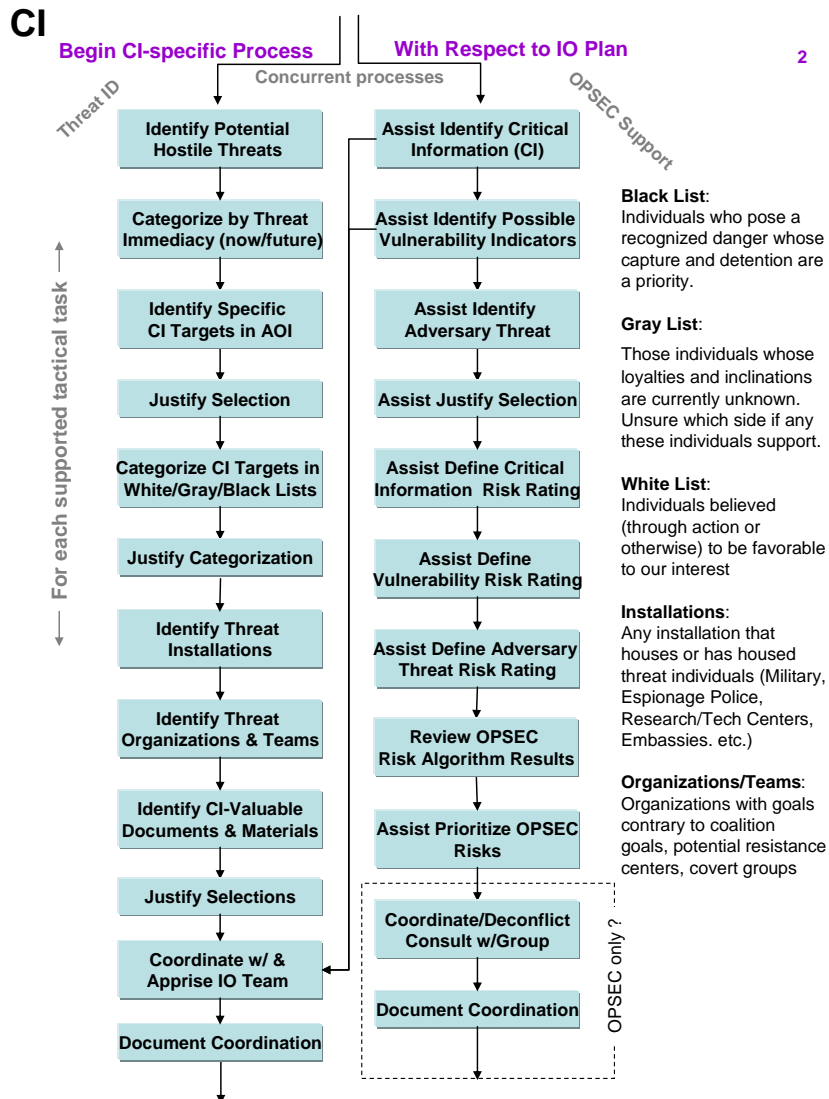 CI
Begin CI-specific Process
With Respect to IO Plan
2
Concurrent processes
Threat ID
OPSEC Support
For each supported tactical task
Identify Potential
Hostile Threats
Categorize by Threat
Immediacy (now/future)
Identify Specific
CI Targets in AOI
Justify Selection
Categorize CI Targets in
White/Gray/Black Lists
Justify Categorization
Identify Threat
Installations
Identify Threat
Organizations & Teams
Identify CI-Valuable
Documents & Materials
Justify Selections
Coordinate w/ &
Apprise IO Team
Document Coordination
Assist Identify Critical
Information (CI)
Assist Identify Possible
Vulnerability Indicators
Assist Identify
Adversary Threat
Assist Justify Selection
Assist Define Critical
Information Risk Rating
Assist Define
Vulnerability Risk Rating
Assist Define Adversary
Threat Risk Rating
Review OPSEC
Risk Algorithm Results
Assist Prioritize OPSEC
Risks
Coordinate/Deconflict
Consult w/Group
Document Coordination
OPSEC only ?
Black List:
Individuals who pose a
recognized danger whose
capture and detention are
a priority.
Gray List:
Those individuals whose
loyalties and inclinations
are currently unknown.
Unsure which side if any
these individuals support.
White List:
Individuals believed
(through action or
otherwise) to be favorable
to our interest
Installations:
Any installation that
houses or has housed
threat individuals (Military,
Espionage Police,
Research/Tech Centers,
Embassies. etc.)
Organizations/Teams:
Organizations with goals
contrary to coalition
goals, potential resistance
centers, covert groups